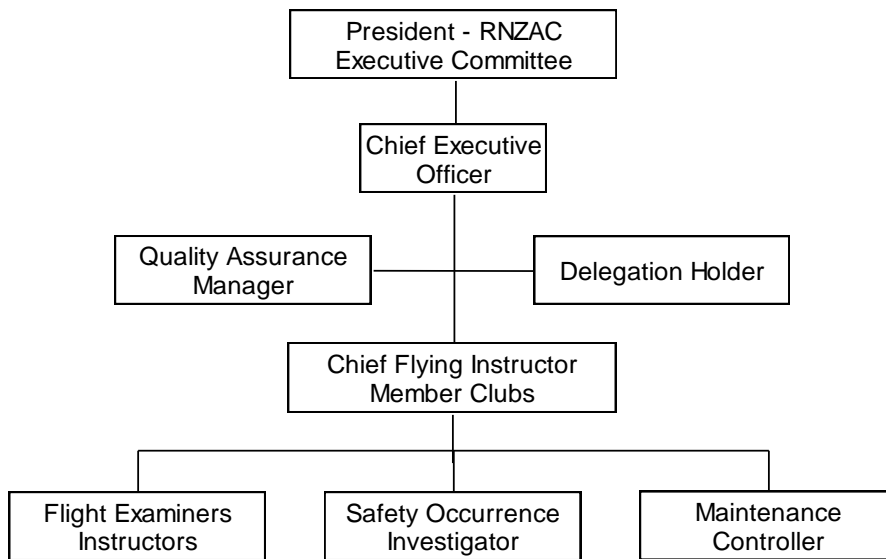 President - RNZAC
Executive Committee
Chief Executive
Officer
Quality Assurance
Manager
Delegation Holder
Chief Flying Instructor
Member Clubs
Flight Examiners
Instructors
Safety Occurrence
Investigator
Maintenance
Controller